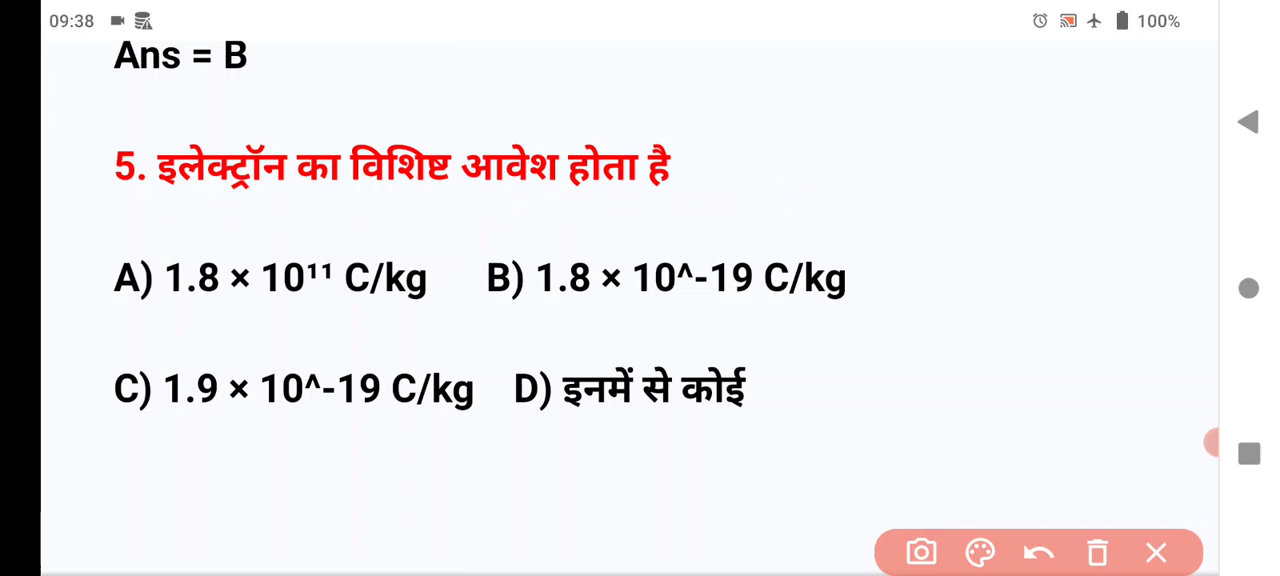 09:38 100%
Ans = B
5. इलेक्ट्रॉन का विशिष्ट आवेश होता है
A) 1.8 × 10¹¹ C/kg B) 1.8 × 10^-19 C/kg
C) 1.9 × 10^-19 C/kg D) इनमें से कोई